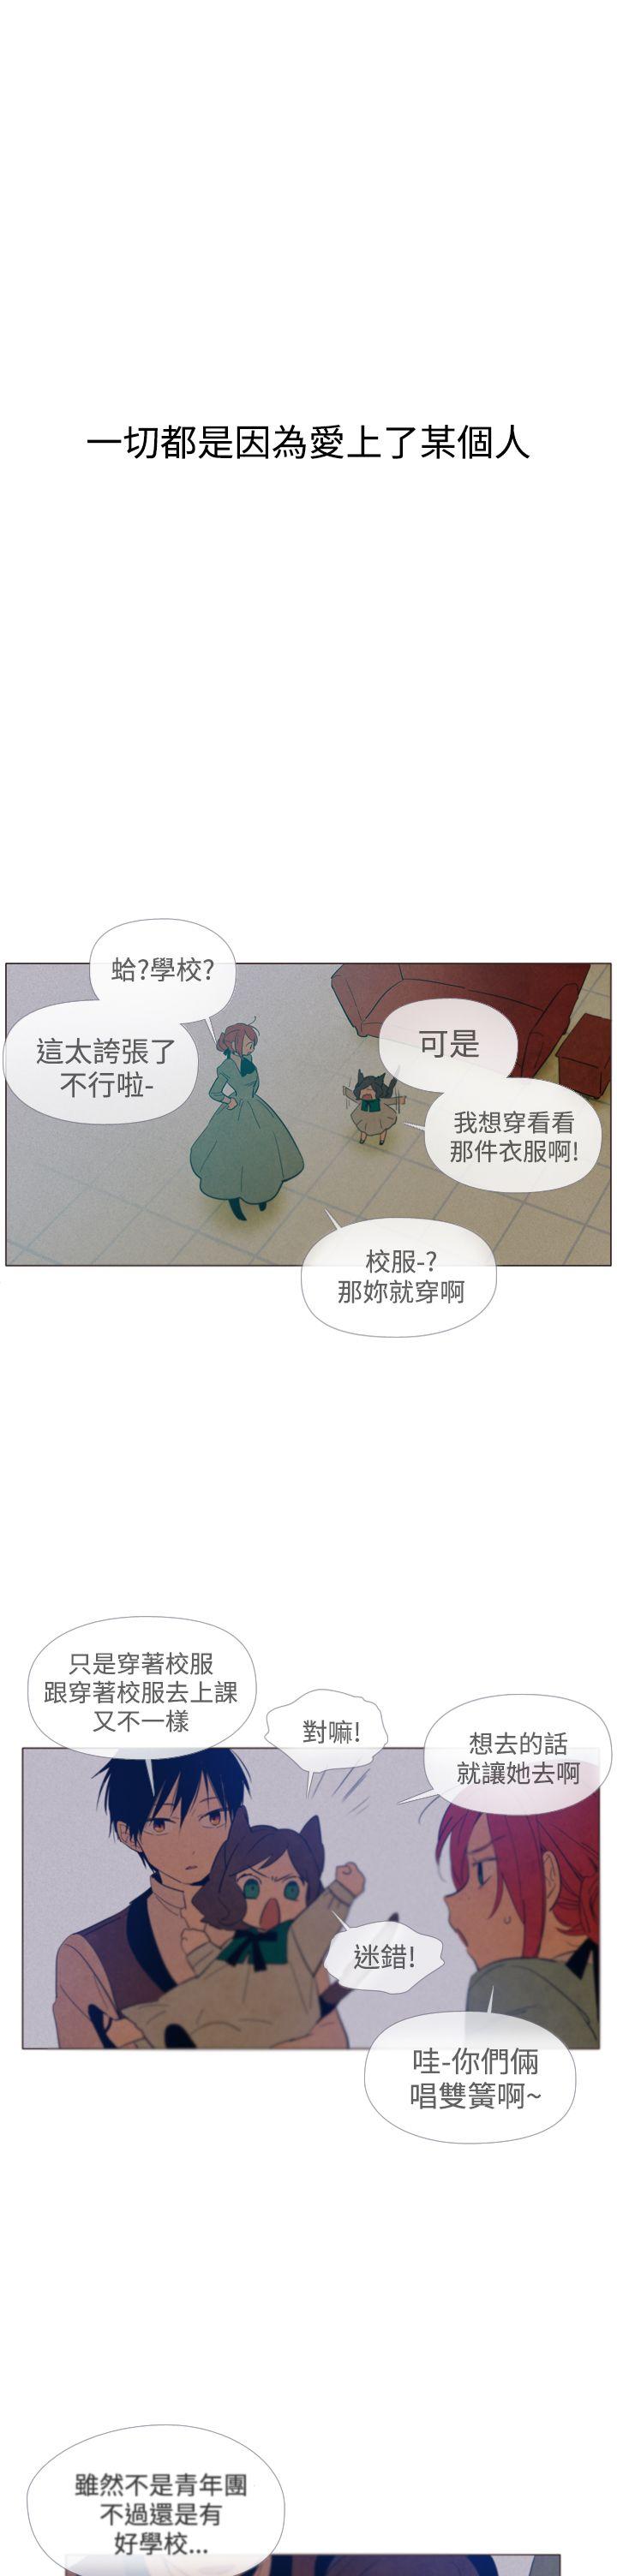 一切都是因為愛上了某個人
蛤?學校?
這太誇張了
不行啦-
可是
我想穿看看
那件衣服啊!
校服-?
那妳就穿啊
只是穿著校服
跟穿著校服去上課
又不一樣
對嘛!
想去的話
就讓她去啊
迷錯!
哇-你們倆
唱雙簧啊~
雖然不是青年團
不過還是有
好學校...